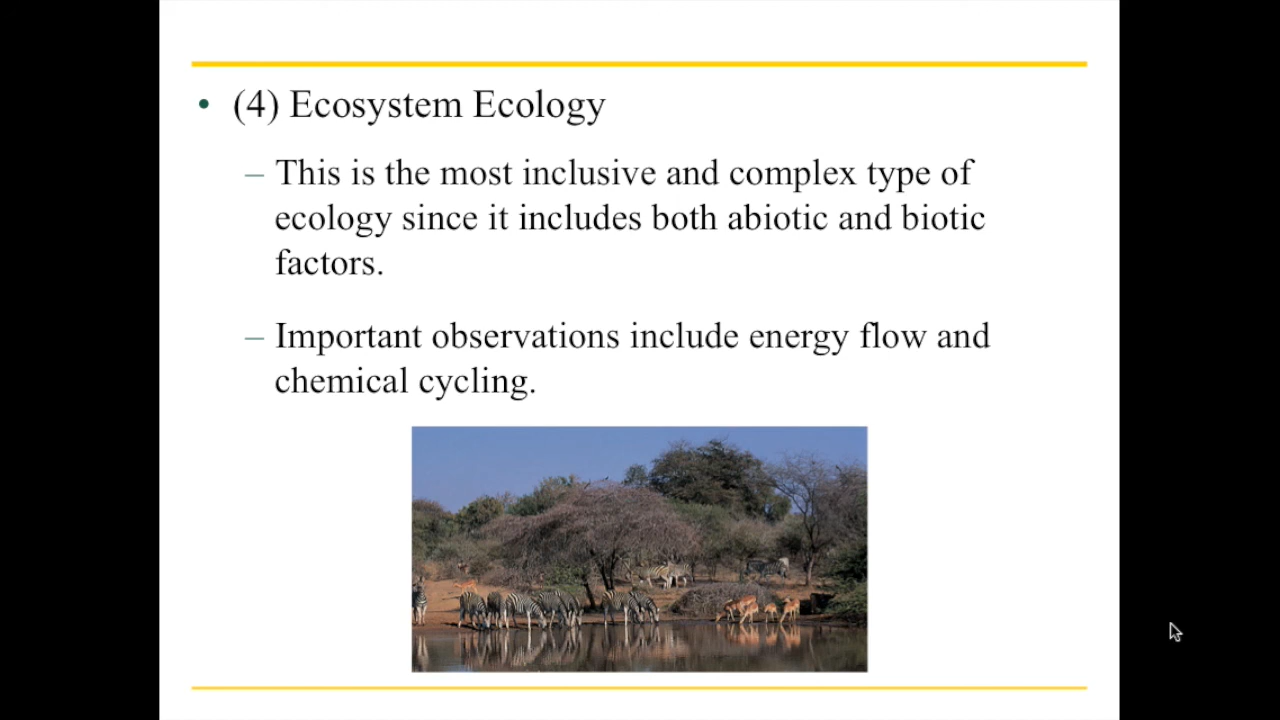 • (4) Ecosystem Ecology
– This is the most inclusive and complex type of
ecology since it includes both abiotic and biotic
factors.
– Important observations include energy flow and
chemical cycling.